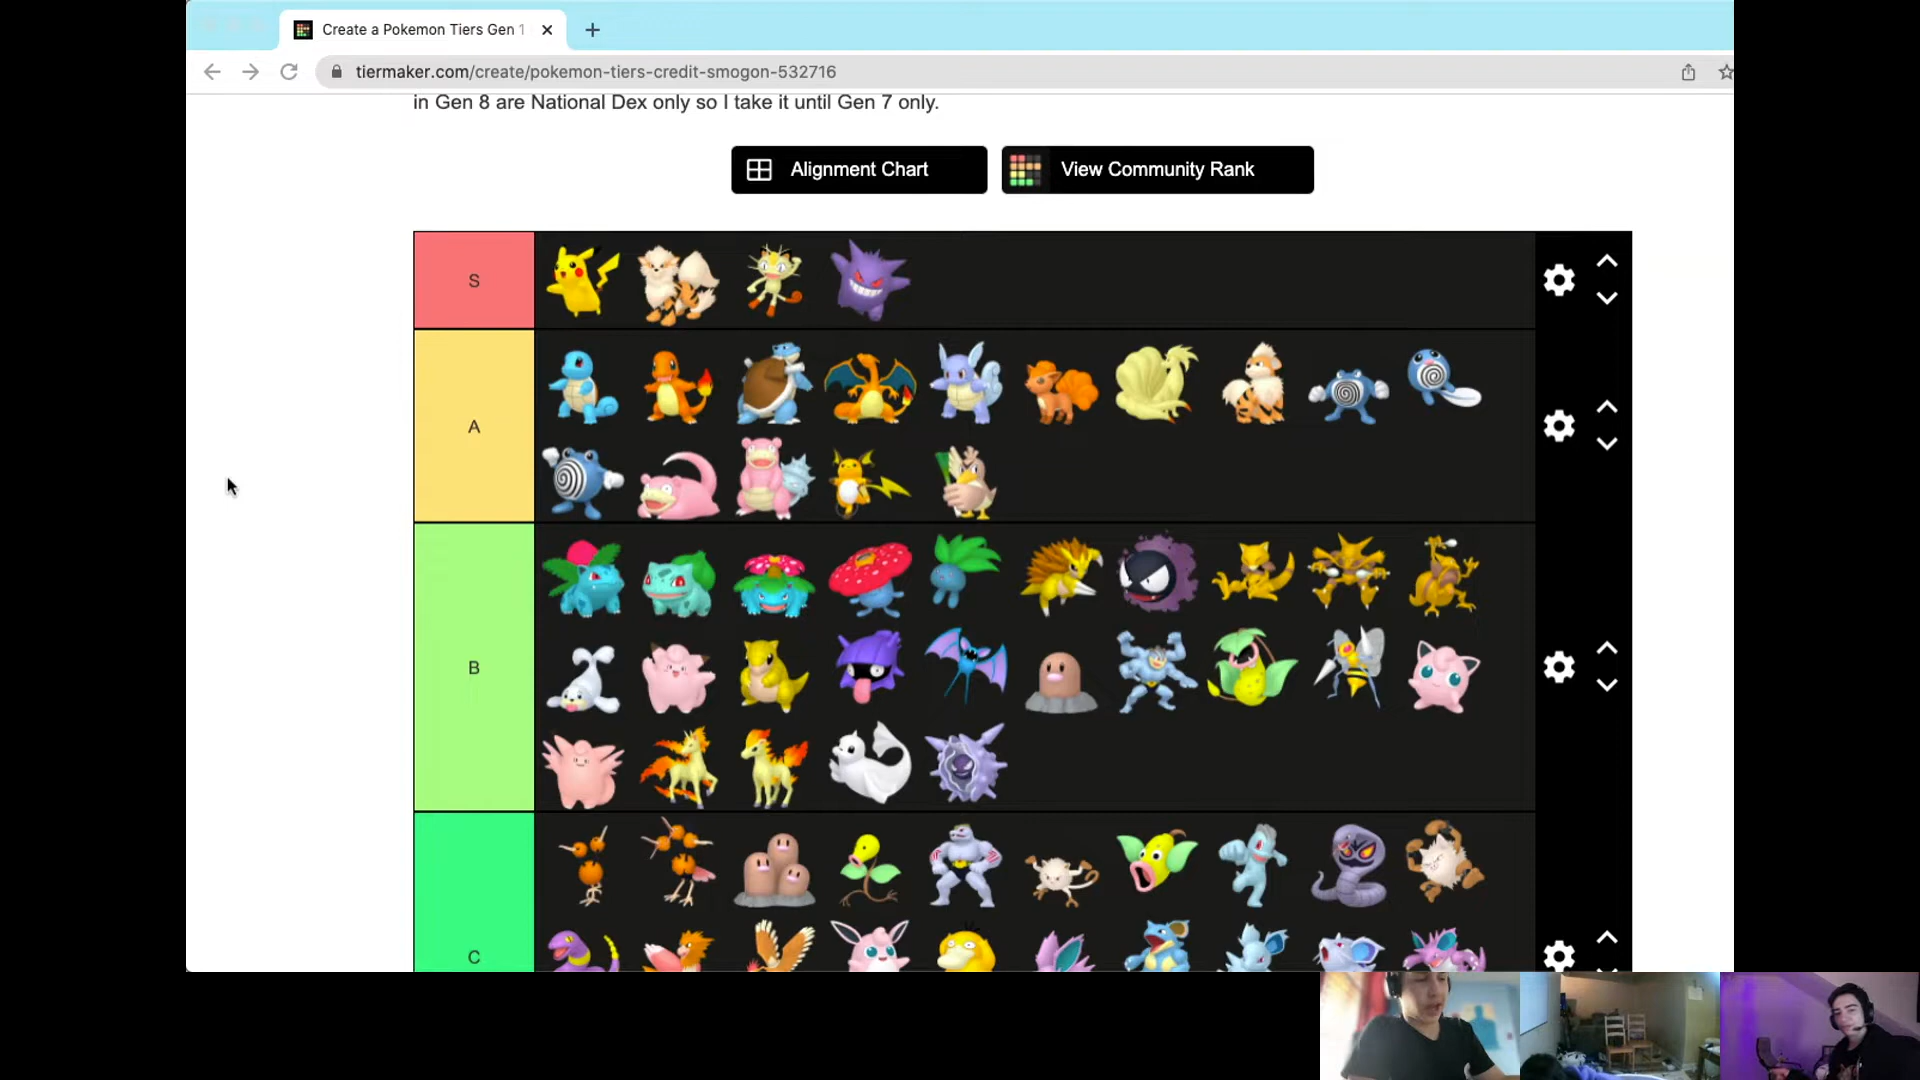 Create a Pokemon Tiers Gen 1
tiermaker.com/create/pokemon-tiers-credit-smogon-532716
in Gen 8 are National Dex only so I take it until Gen 7 only.
Alignment Chart
View Community Rank
S
A
B
C